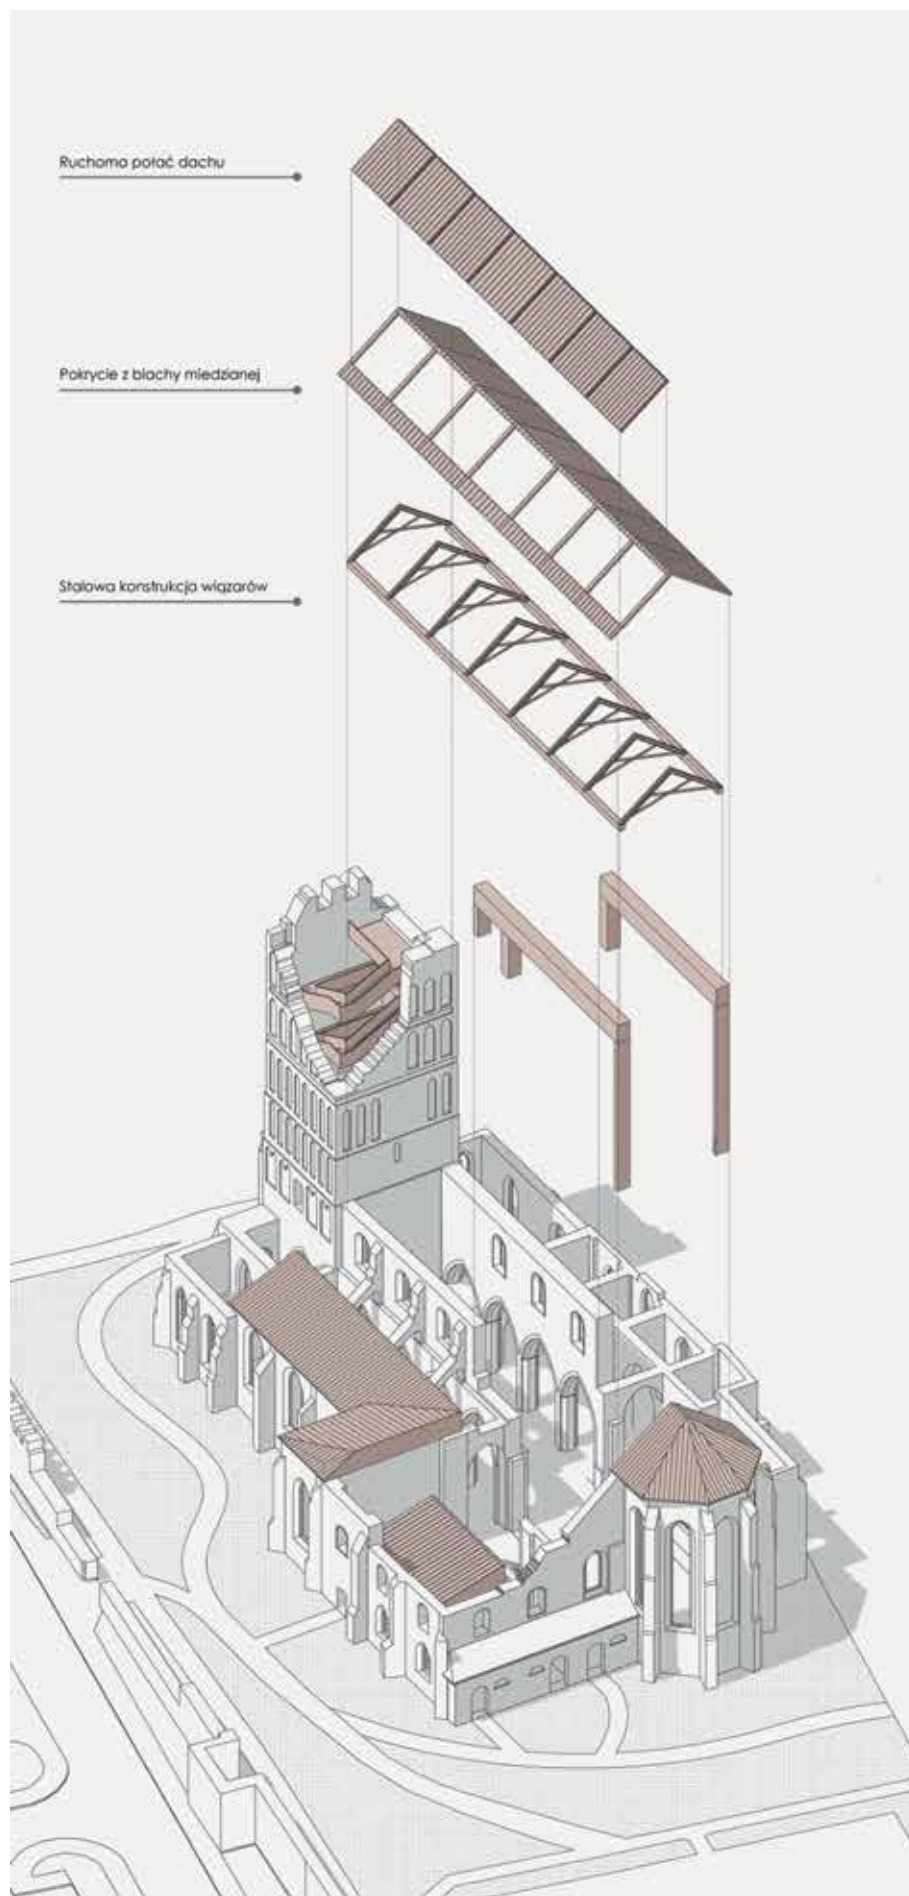 Ruchoma połać dachu
Pokrycie z blachy miedzianej
Stalowa konstrukcja wiązarów